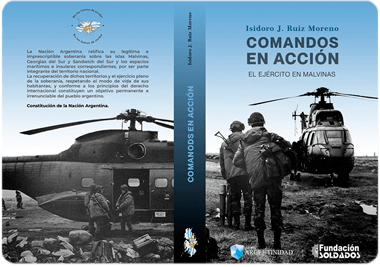 La Nación Argentina ratifica su legítima e
imprescriptible soberanía sobre las islas Malvinas,
Georgias del Sur y Sandwich del Sur y los espacios
marítimos e insulares correspondientes, por ser parte
integrante del territorio nacional.
La recuperación de dichos territorios y el ejercicio pleno
de la soberanía, respetando el modo de vida de sus
habitantes, y conforme a los principios del derecho
internacional constituyen un objetivo permanente e
irrenunciable del pueblo argentino.
Constitución de la Nación Argentina.
Isidoro J. Ruiz Moreno
COMANODS EN ACCIÓN
Isidoro J. Ruiz Moreno
COMANDOS
EN ACCIÓN
EL EJÉRCITO EN MALVINAS
ARGENTINIDAD
Fundación
SOLDADOS